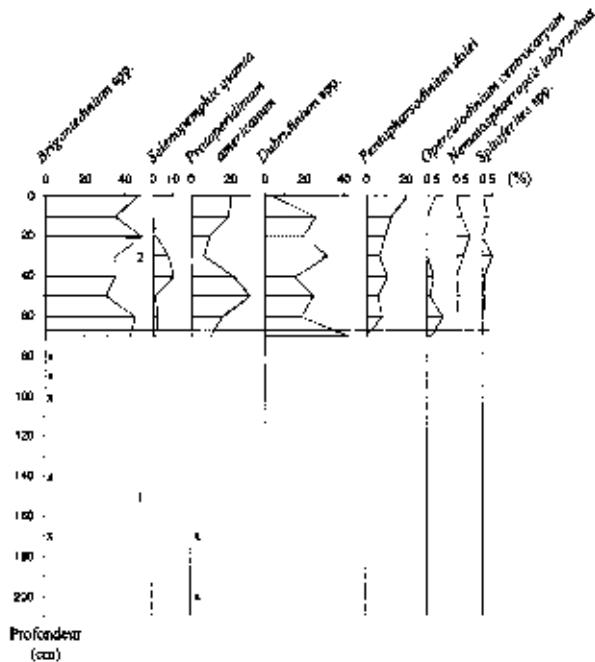 Brigantedinium spp.
Selenopemphix quanta
Protoperidinium
americanum
Dubridinium spp.
Pentapharsodinium dalei
Operculodinium centrocarpum
Nematosphaeropsis labyrinthus
Spiniferites spp.
0 20 40 0 10 0 20 0 20 40 0 20 0 5 0 5 0 5 (%)
0
20
2
40
60
80
100
120
140
1
160
180
200
Profondeur
(cm)